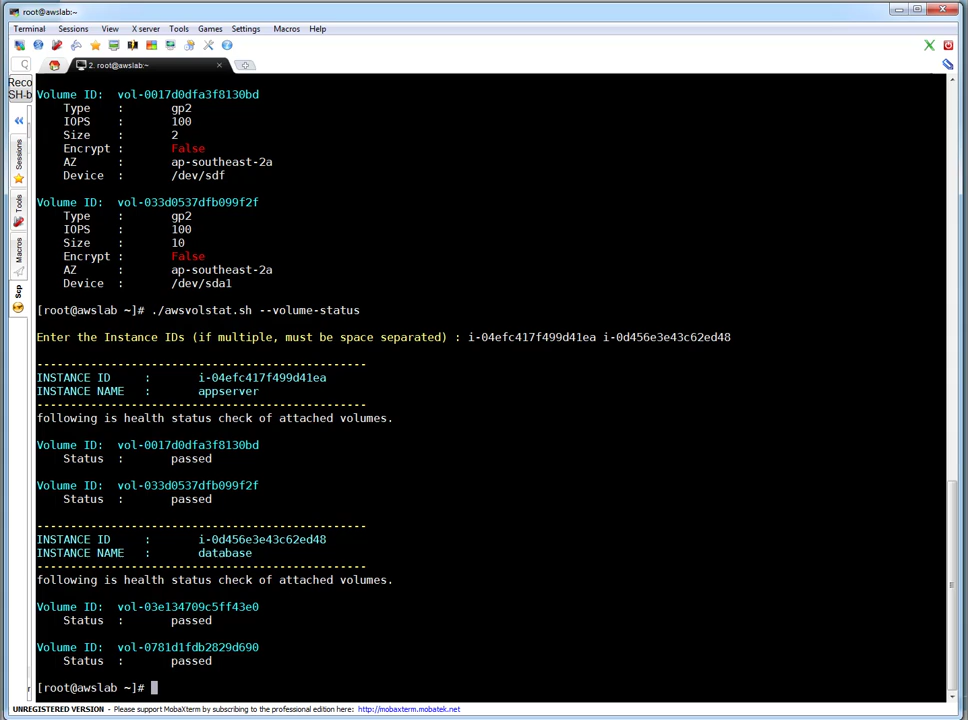 root@awslab:~
Terminal Sessions View X server Tools Games Settings Macros Help
2. root@awslab:~
Reco
SH-b
Sessions
Tools
Macros
Scp
Volume ID: vol-0017d0dfa3f8130bd
Type : gp2
IOPS : 100
Size : 2
Encrypt : False
AZ : ap-southeast-2a
Device : /dev/sdf
Volume ID: vol-033d0537dfb099f2f
Type : gp2
IOPS : 100
Size : 10
Encrypt : False
AZ : ap-southeast-2a
Device : /dev/sda1
[root@awslab ~]# ./awsvolstat.sh --volume-status
Enter the Instance IDs (if multiple, must be space separated) : i-04efc417f499d41ea i-0d456e3e43c62ed48
-------------------------------------------------
INSTANCE ID : i-04efc417f499d41ea
INSTANCE NAME : appserver
-------------------------------------------------
following is health status check of attached volumes.
Volume ID: vol-0017d0dfa3f8130bd
Status : passed
Volume ID: vol-033d0537dfb099f2f
Status : passed
-------------------------------------------------
INSTANCE ID : i-0d456e3e43c62ed48
INSTANCE NAME : database
-------------------------------------------------
following is health status check of attached volumes.
Volume ID: vol-03e134709c5ff43e0
Status : passed
Volume ID: vol-0781d1fdb2829d690
Status : passed
[root@awslab ~]#
UNREGISTERED VERSION - Please support MobaXterm by subscribing to the professional edition here: http://mobaxterm.mobatek.net